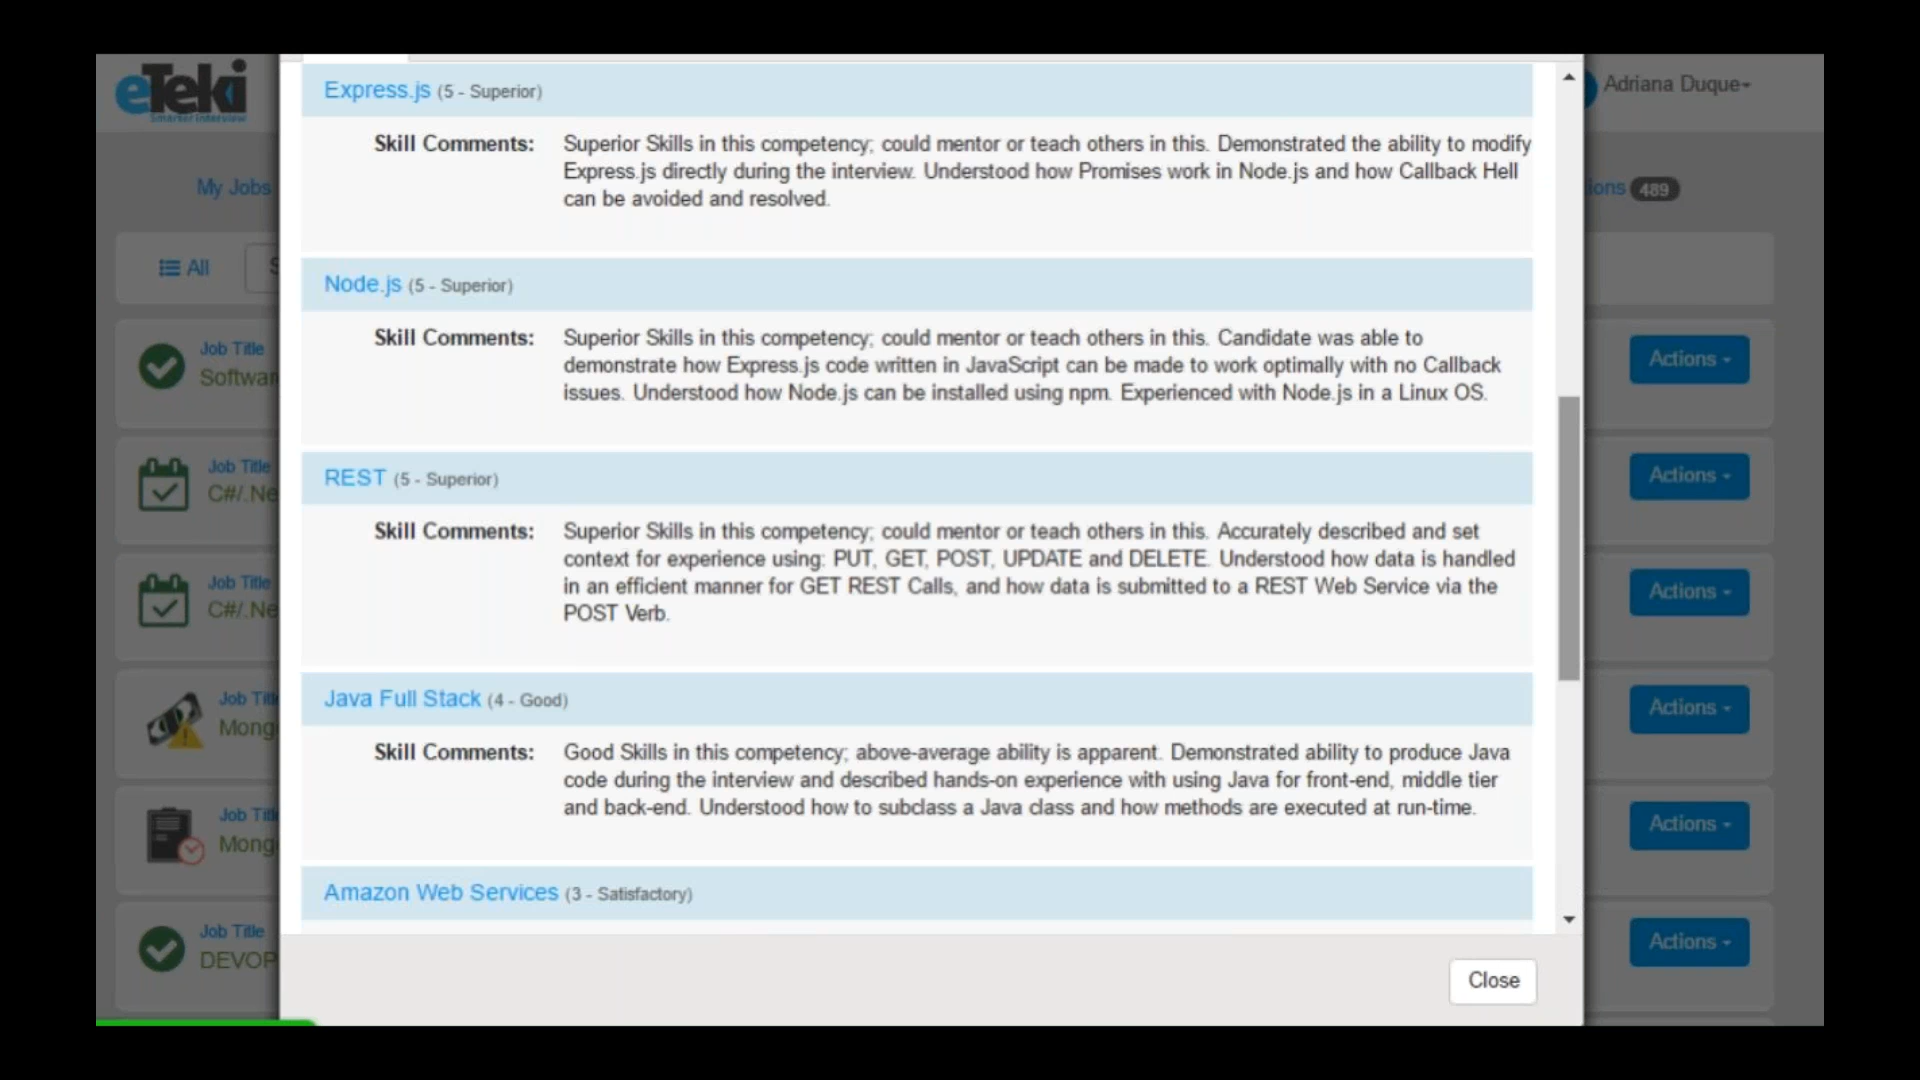 eTeki
Smarter Interview
Adriana Duque
My Jobs
489
All
Express.js (5 - Superior)
Skill Comments: Superior Skills in this competency; could mentor or teach others in this. Demonstrated the ability to modify
Express.js directly during the interview. Understood how Promises work in Node.js and how Callback Hell
can be avoided and resolved.
Node.js (5 - Superior)
Skill Comments: Superior Skills in this competency; could mentor or teach others in this. Candidate was able to
demonstrate how Express.js code written in JavaScript can be made to work optimally with no Callback
issues. Understood how Node.js can be installed using npm. Experienced with Node.js in a Linux OS.
REST (5 - Superior)
Skill Comments: Superior Skills in this competency; could mentor or teach others in this. Accurately described and set
context for experience using: PUT, GET, POST, UPDATE and DELETE. Understood how data is handled
in an efficient manner for GET REST Calls, and how data is submitted to a REST Web Service via the
POST Verb.
Java Full Stack (4 - Good)
Skill Comments: Good Skills in this competency; above-average ability is apparent. Demonstrated ability to produce Java
code during the interview and described hands-on experience with using Java for front-end, middle tier
and back-end. Understood how to subclass a Java class and how methods are executed at run-time.
Amazon Web Services (3 - Satisfactory)
Close
Job Title
Actions
Job Title
C#/.Ne
Actions
Job Title
C#/.Ne
Actions
Job
Actions
Job
Actions
Job Title
DEVOP
Actions